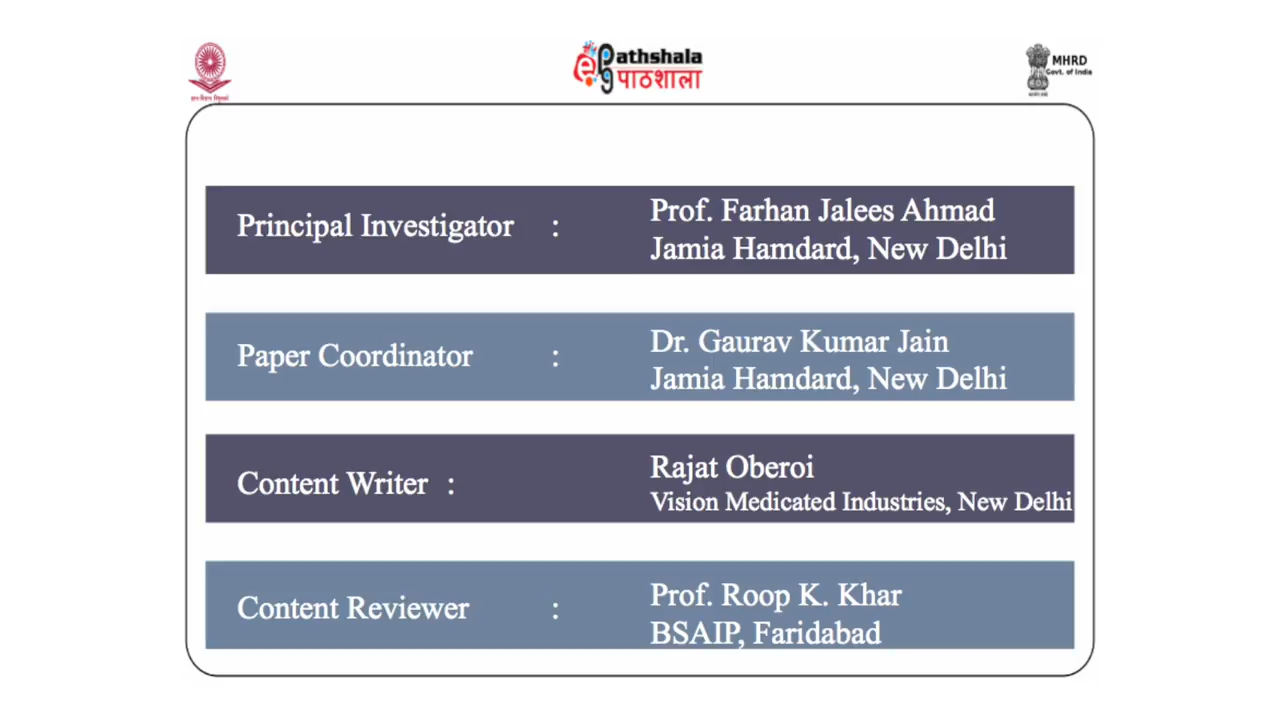 Pathshala
पाठशाला
MHRD
Govt. of India
Principal Investigator : Prof. Farhan Jalees Ahmad
Jamia Hamdard, New Delhi
Paper Coordinator : Dr. Gaurav Kumar Jain
Jamia Hamdard, New Delhi
Content Writer : Rajat Oberoi
Vision Medicated Industries, New Delhi
Content Reviewer : Prof. Roop K. Khar
BSAIP, Faridabad